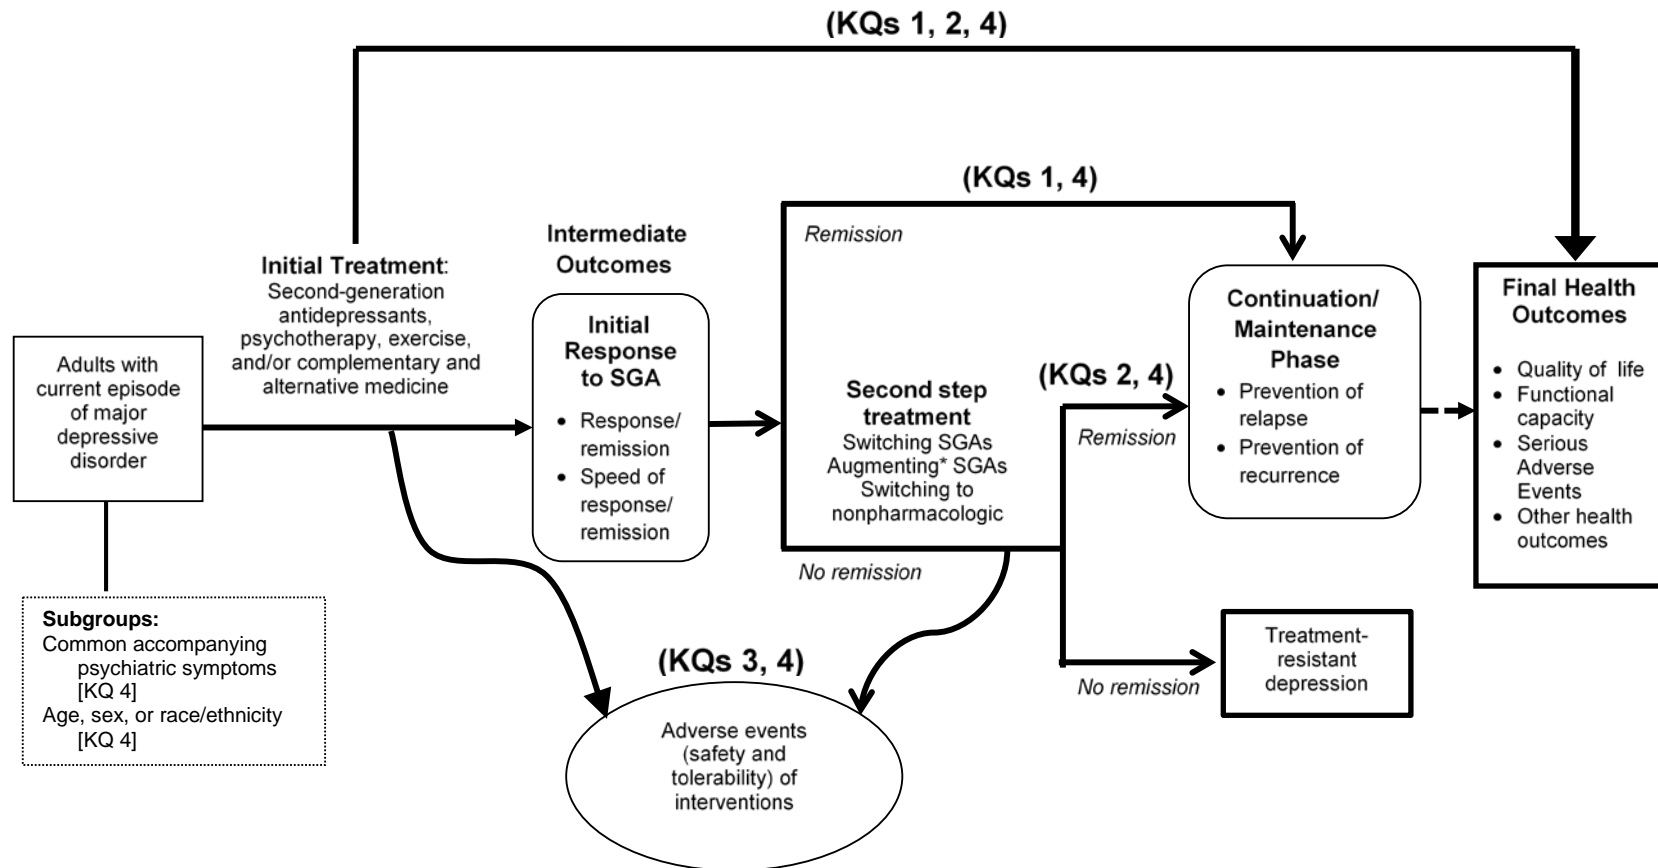 (KQs 1, 2, 4)
(KQs 1, 4)
Remission
Intermediate
Outcomes
Initial Treatment:
Second-generation
antidepressants,
psychotherapy, exercise,
and/or complementary and
alternative medicine
Adults with
current episode
of major
depressive
disorder
Initial
Response
to SGA
• Response/
remission
• Speed of
response/
remission
Second step
treatment
Switching SGAs
Augmenting* SGAs
Switching to
nonpharmacologic
No remission
(KQs 2, 4)
Remission
Continuation/
Maintenance
Phase
• Prevention of
relapse
• Prevention of
recurrence
Final Health
Outcomes
• Quality of life
• Functional
capacity
• Serious
Adverse
Events
• Other health
outcomes
Subgroups:
Common accompanying
psychiatric symptoms
[KQ 4]
Age, sex, or race/ethnicity
[KQ 4]
(KQs 3, 4)
Adverse events
(safety and
tolerability) of
interventions
No remission
Treatment-
resistant
depression